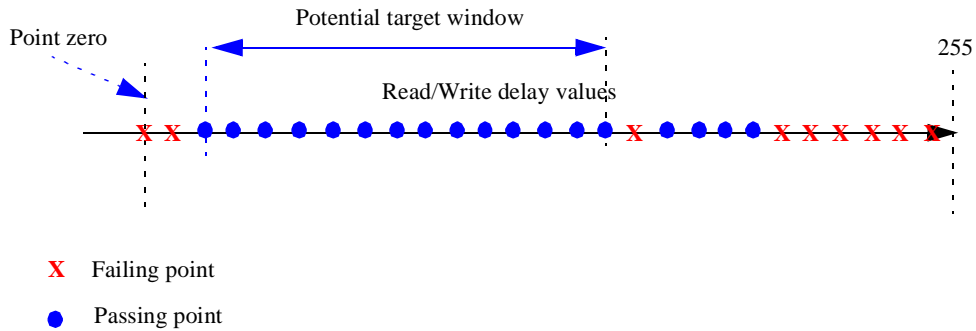 Potential target window
Point zero
255
Read/Write delay values
X X X X X X X X X
X Failing point
Passing point